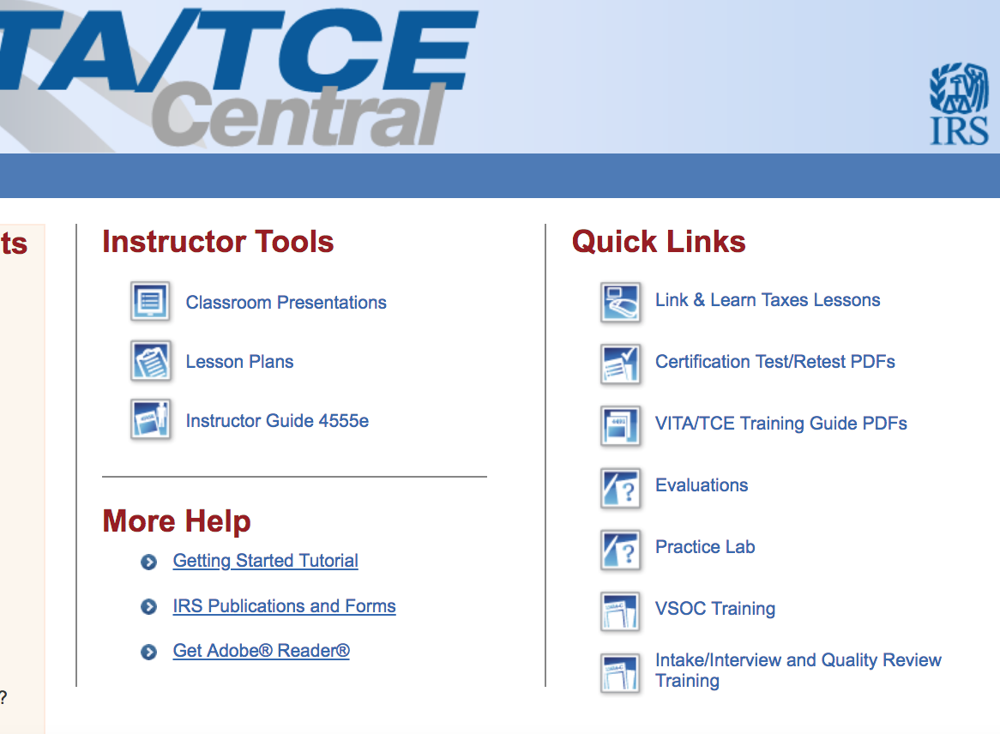 TA/TCE
Central
IRS
ts
?
Instructor Tools
Classroom Presentations
Lesson Plans
Instructor Guide 4555e
More Help
Getting Started Tutorial
IRS Publications and Forms
Get Adobe® Reader®
Quick Links
Link & Learn Taxes Lessons
Certification Test/Retest PDFs
4491
VITA/TCE Training Guide PDFs
?
Evaluations
?
Practice Lab
VSOC Training
Intake/Interview and Quality Review
Training